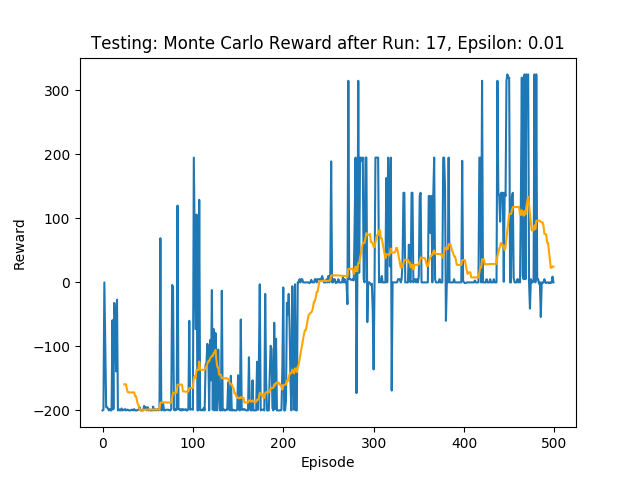 Testing: Monte Carlo Reward after Run: 17, Epsilon: 0.01
300
200
100
0
−100
−200
Reward
0 100 200 300 400 500
Episode